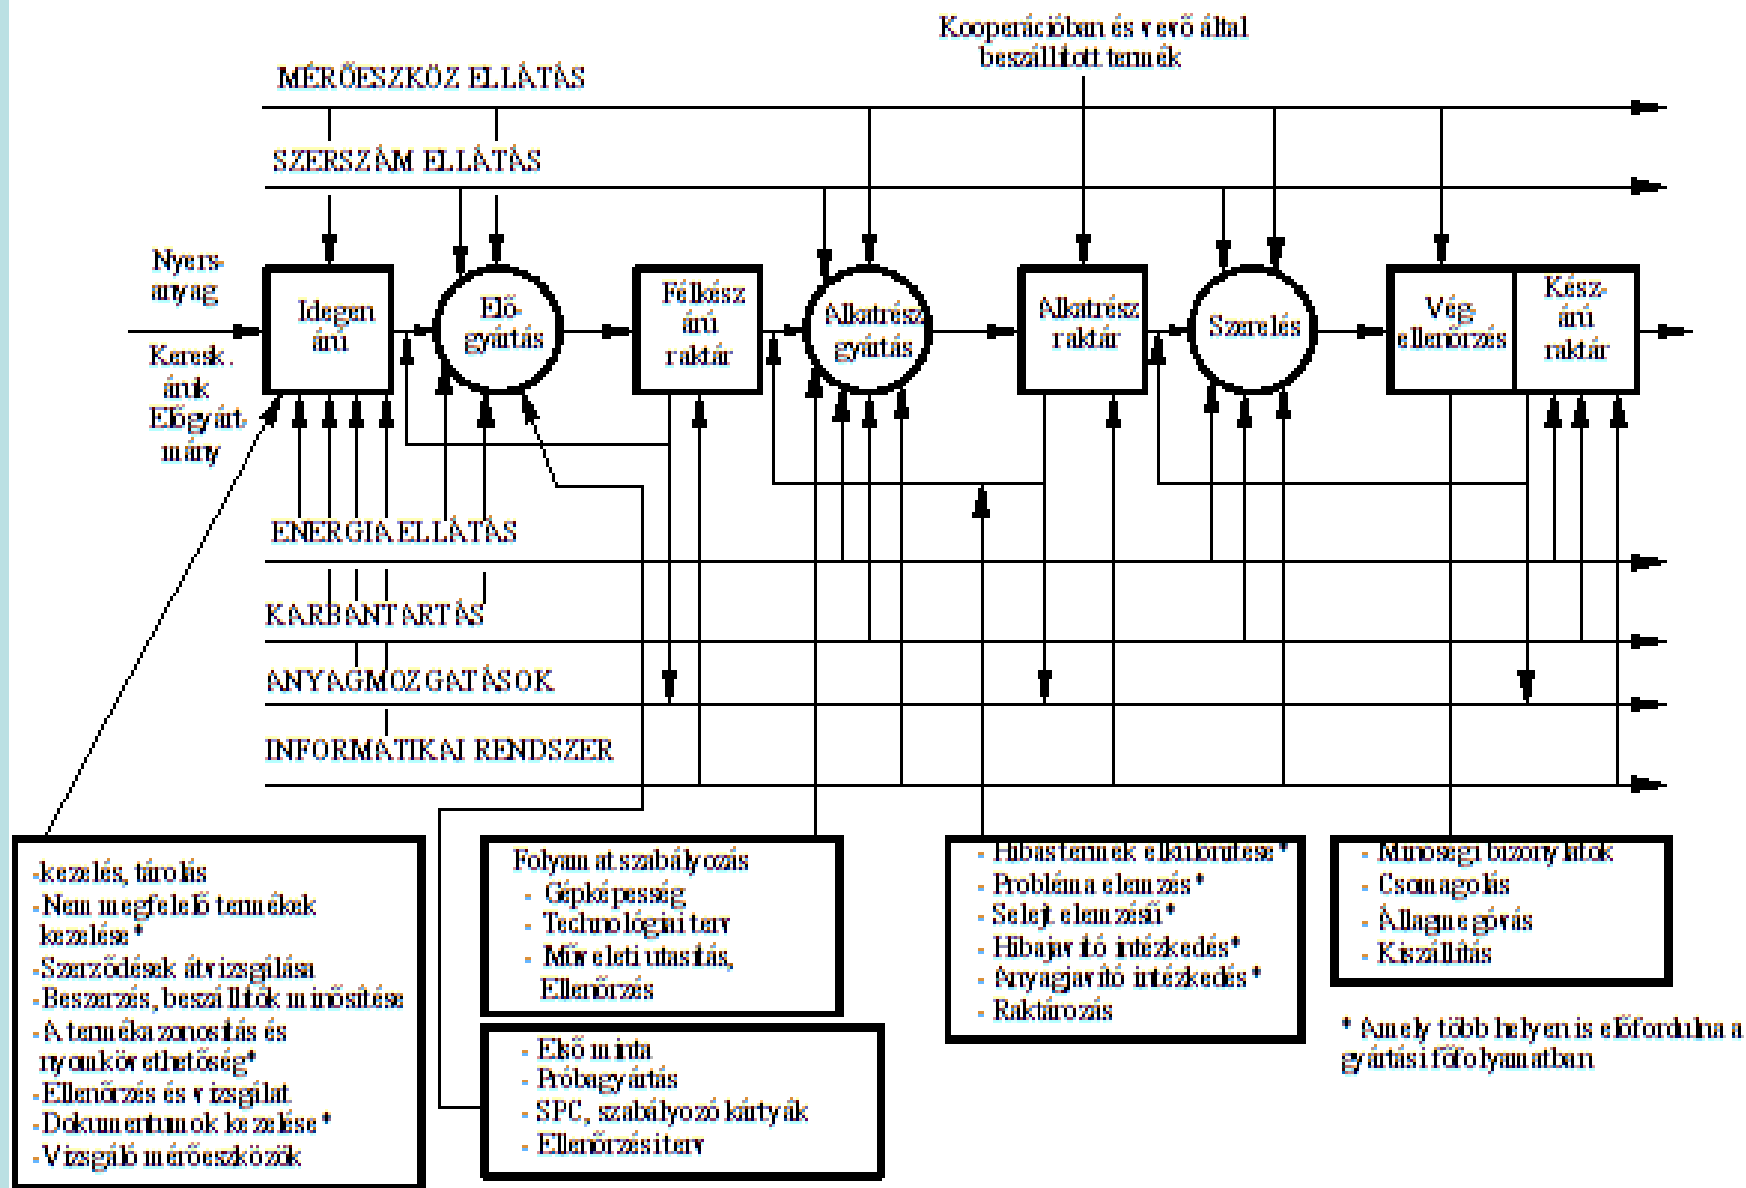 Kooperációban és vevő által
beszállított termék
MÉRŐESZKÖZ ELLÁTÁS
SZERSZÁM ELLÁTÁS
Nyers-
anyag
Keresk.
áruk
Előgyárt-
mány
Idegen
árú
Elő-
gyártás
Félkész
árú
raktár
Alkatrész
gyártás
Alkatrész
raktár
Szerelés
Vég-
ellenőrzés
Kész-
árú
raktár
ENERGIA ELLÁTÁS
KARBANTARTÁS
ANYAGMOZGATÁSOK
INFORMATIKAI RENDSZER
-kezelés, tárolás
-Nem megfelelő termékek
kezelése*
-Szerződések átvizsgálása
-Beszerzés, beszállítók minősítése
-A termékazonosítás és
nyomkövethetőség*
-Ellenőrzés és vizsgálat
-Dokumentumok kezelése*
-Vizsgáló mérőeszközök
Folyamatszabályozás
- Gépképesség
- Technológiai terv
- Műveleti utasítás,
Ellenőrzés
- Első minta
- Próbagyártás
- SPC, szabályozó kártyák
- Ellenőrzési terv
- Hibás termék elkülönítése*
- Probléma elemzés*
- Selejt elemzésű*
- Hibajavító intézkedés*
- Anyagjavító intézkedés*
- Raktározás
- Minőségi bizonylatok
- Csomagolás
- Állagmegóvás
- Kiszállítás
* Amely több helyen is előfordulna a
gyártási főfolyamatban